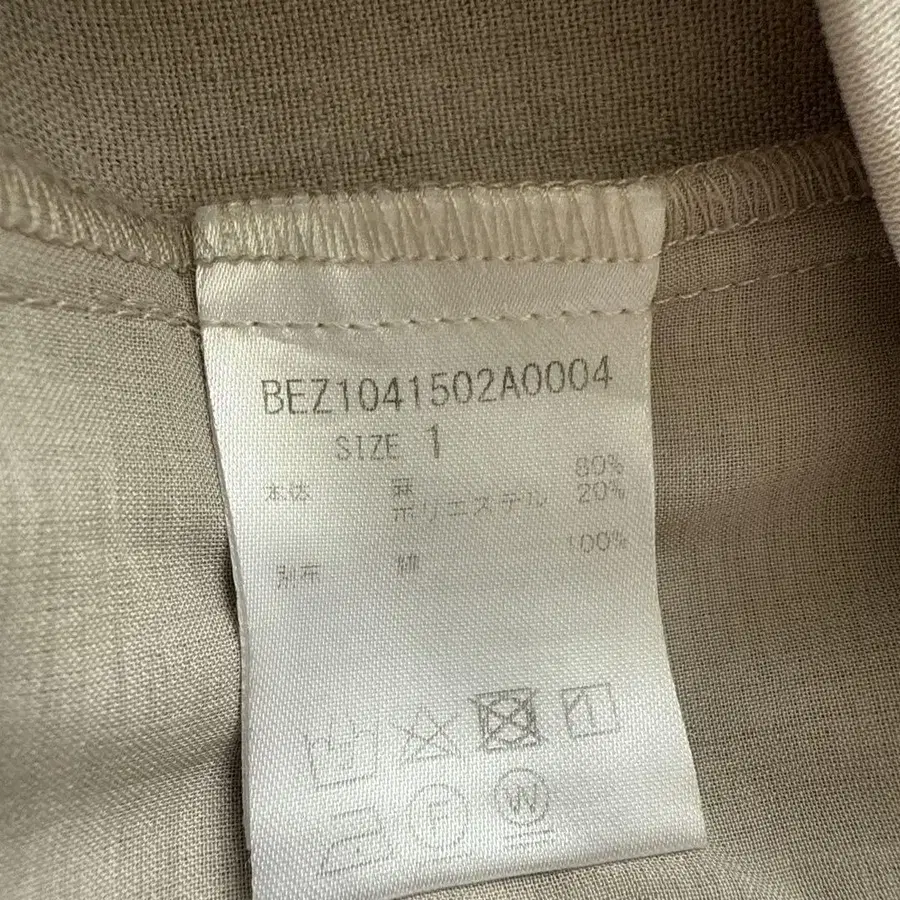 BEZ1041502A0004
SIZE 1
本体 麻 80%
ポリエステル 20%
別布 綿 100%
F W